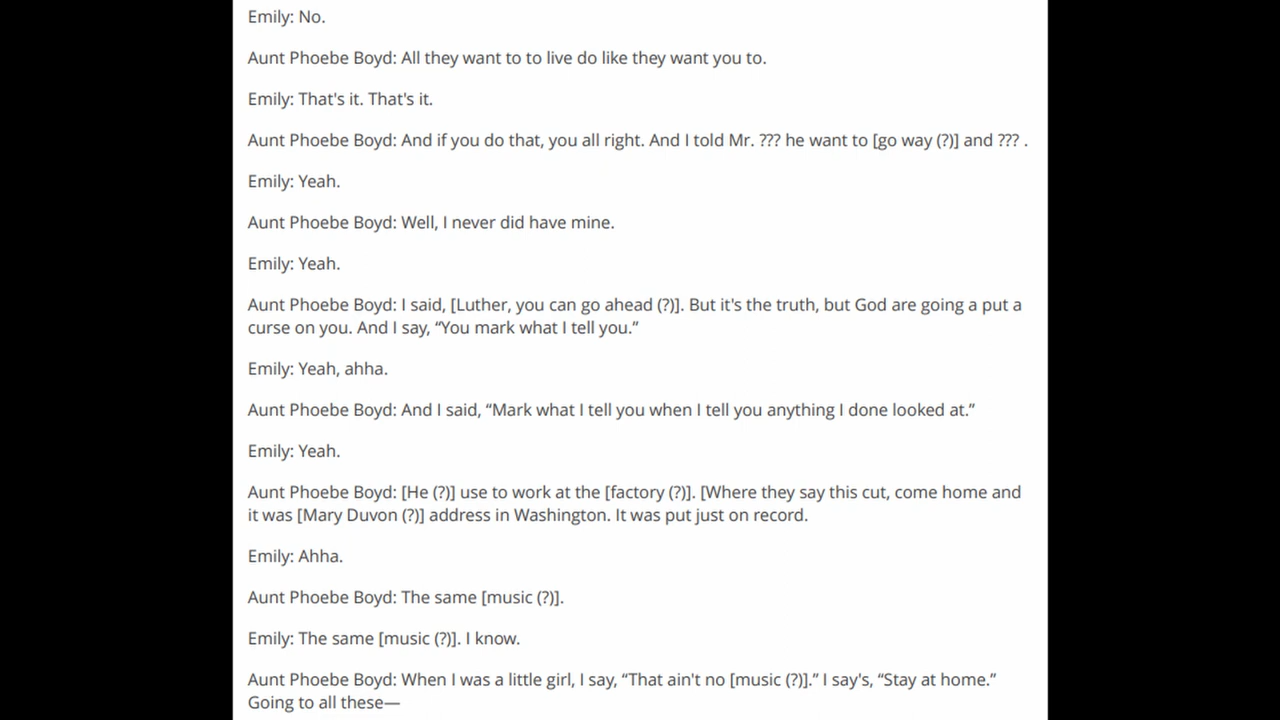 Emily: No.
Aunt Phoebe Boyd: All they want to to live do like they want you to.
Emily: That's it. That's it.
Aunt Phoebe Boyd: And if you do that, you all right. And I told Mr. ??? he want to [go way (?)] and ??? .
Emily: Yeah.
Aunt Phoebe Boyd: Well, I never did have mine.
Emily: Yeah.
Aunt Phoebe Boyd: I said, [Luther, you can go ahead (?)]. But it's the truth, but God are going a put a
curse on you. And I say, “You mark what I tell you.”
Emily: Yeah, ahha.
Aunt Phoebe Boyd: And I said, “Mark what I tell you when I tell you anything I done looked at.”
Emily: Yeah.
Aunt Phoebe Boyd: [He (?)] use to work at the [factory (?)]. [Where they say this cut, come home and
it was [Mary Duvon (?)] address in Washington. It was put just on record.
Emily: Ahha.
Aunt Phoebe Boyd: The same [music (?)].
Emily: The same [music (?)]. I know.
Aunt Phoebe Boyd: When I was a little girl, I say, “That ain't no [music (?)].” I say's, “Stay at home.”
Going to all these—